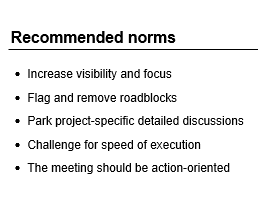 Recommended norms
• Increase visibility and focus
• Flag and remove roadblocks
• Park project-specific detailed discussions
• Challenge for speed of execution
• The meeting should be action-oriented